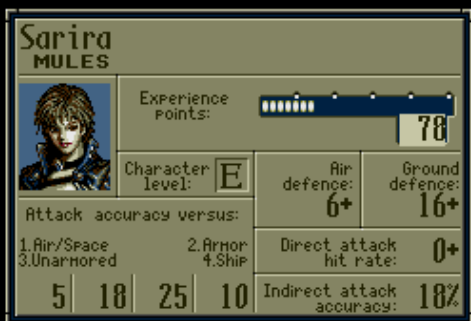 Sarira
MULES
Experience
points:
78
Character
level: E
Air
defence:
6+
Ground
defence:
16+
Attack accuracy versus:
1.Air/Space 2.Armor
3.Unarmored 4.Ship
5 18 25 10
Direct attack
hit rate: 0+
Indirect attack
accuracy: 18%